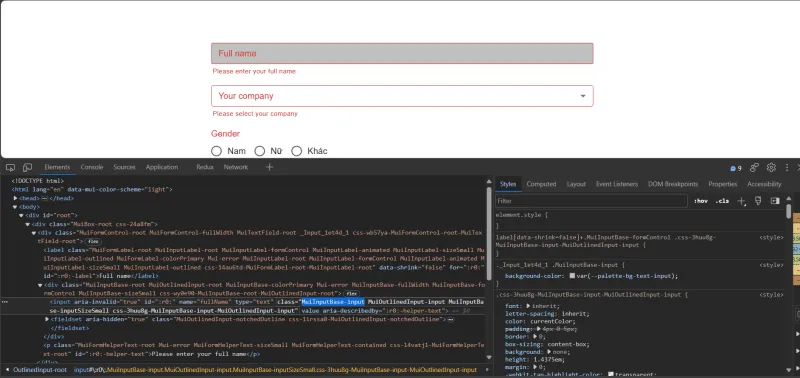 Full name
Please enter your full name
Your company
Please select your company
Gender
Nam Nữ Khác
Elements Console Sources Application Redux Network 9
<!DOCTYPE html>
<html lang="en" data-mui-color-scheme="light">
<head> </head>
<body>
<div id="root">
<div class="MuiBox-root css-24a8fm">
<div class="MuiFormControl-root MuiFormControl-fullWidth MuiTextField-root _Input_1et4d_1 css-wb57ya-MuiFormControl-root-MuiTex
tField-root"> flex
<label class="MuiFormLabel-root MuiInputLabel-root MuiInputLabel-formControl MuiInputLabel-animated MuiInputLabel-sizeSmall M
uiInputLabel-outlined MuiFormLabel-colorPrimary Mui-error MuiInputLabel-root MuiInputLabel-formControl MuiInputLabel-animated
MuiInputLabel-sizeSmall MuiInputLabel-outlined css-14au6td-MuiFormLabel-root-MuiInputLabel-root" data-shrink="false" for=":r0:"
id=":r0:-label">Full name</label>
<div class="MuiInputBase-root MuiOutlinedInput-root MuiInputBase-colorPrimary Mui-error MuiInputBase-fullWidth MuiInputBase-fo
rmControl MuiInputBase-sizeSmall css-wy0e90-MuiInputBase-root-MuiOutlinedInput-root"> flex
<input aria-invalid="true" id=":r0:" name="fullName" type="text" class="MuiInputBase-input MuiOutlinedInput-input MuiInputBa
se-inputSizeSmall css-3huu8g-MuiInputBase-input-MuiOutlinedInput-input" value aria-describedby=":r0:-helper-text"> == $0
<fieldset aria-hidden="true" class="MuiOutlinedInput-notchedOutline css-1irssa0-MuiOutlinedInput-notchedOutline">
</fieldset>
</div>
<p class="MuiFormHelperText-root Mui-error MuiFormHelperText-sizeSmall MuiFormHelperText-contained css-14vatj1-MuiFormHelperTe
xt-root" id=":r0:-helper-text">Please enter your full name</p>
OutlinedInput-root input#\:r0\:.MuiInputBase-input.MuiOutlinedInput-input.MuiInputBase-inputSizeSmall.css-3huu8g-MuiInputBase-input-MuiOutlinedInput-input
Styles Computed Layout Event Listeners DOM Breakpoints Properties Accessibility
Filter :hov .cls
element.style {
}
label[data-shrink=false]+.MuiInputBase-formControl .css-3huu8g- <style>
MuiInputBase-input-MuiOutlinedInput-input {
}
._Input_1et4d_1 .MuiInputBase-input { <style>
background-color: var(--palette-bg-text-input);
}
.css-3huu8g-MuiInputBase-input-MuiOutlinedInput-input { <style>
font: inherit;
letter-spacing: inherit;
color: currentColor;
padding: 4px 0 5px;
border: 0;
box-sizing: content-box;
background: none;
height: 1.4375em;
-webkit-tap-highlight-color: transparent;